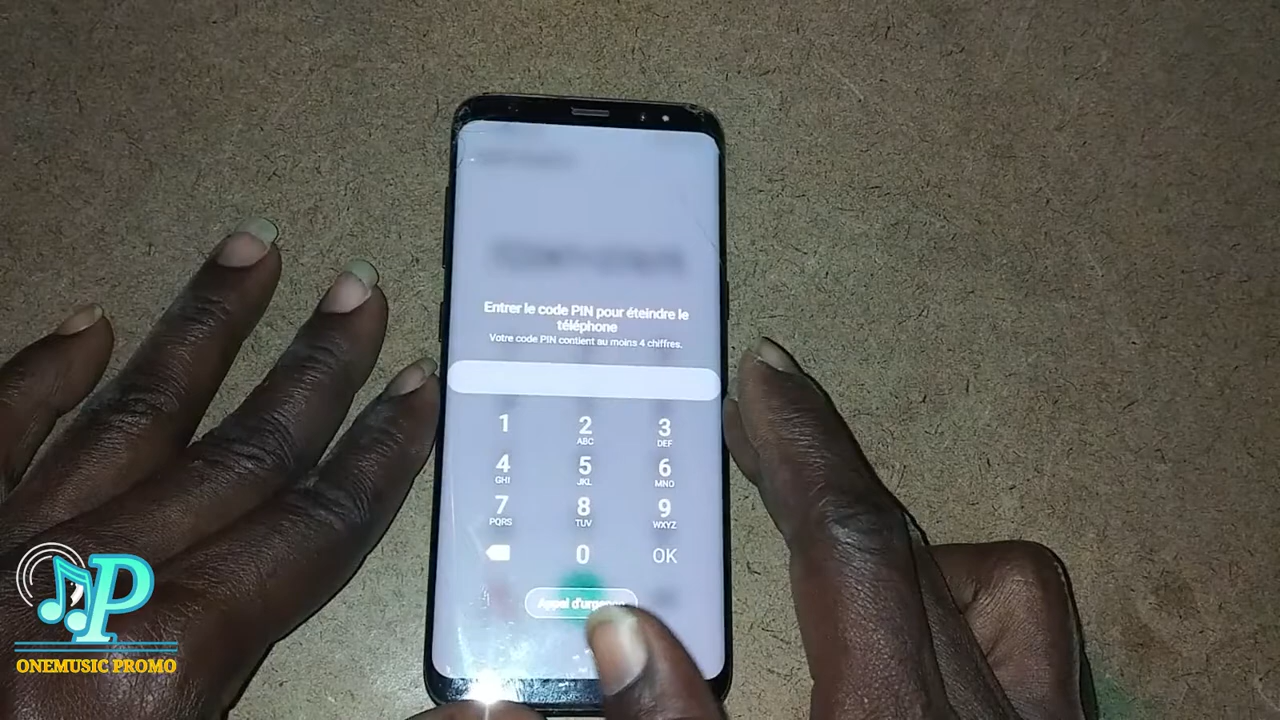 Entrer le code PIN pour éteindre le
téléphone
Votre code PIN contient au moins 4 chiffres.
1
2
ABC
3
DEF
4
GHI
5
JKL
6
MNO
7
PQRS
8
TUV
9
WXYZ
0
OK
Appel
P
ONEMUSIC PROMO